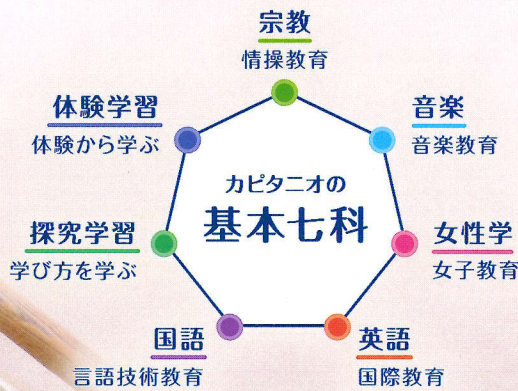 宗教
情操教育
体験学習
体験から学ぶ
音楽
音楽教育
カピタニオの
基本七科
探究学習
学び方を学ぶ
女性学
女子教育
国語
言語技術教育
英語
国際教育